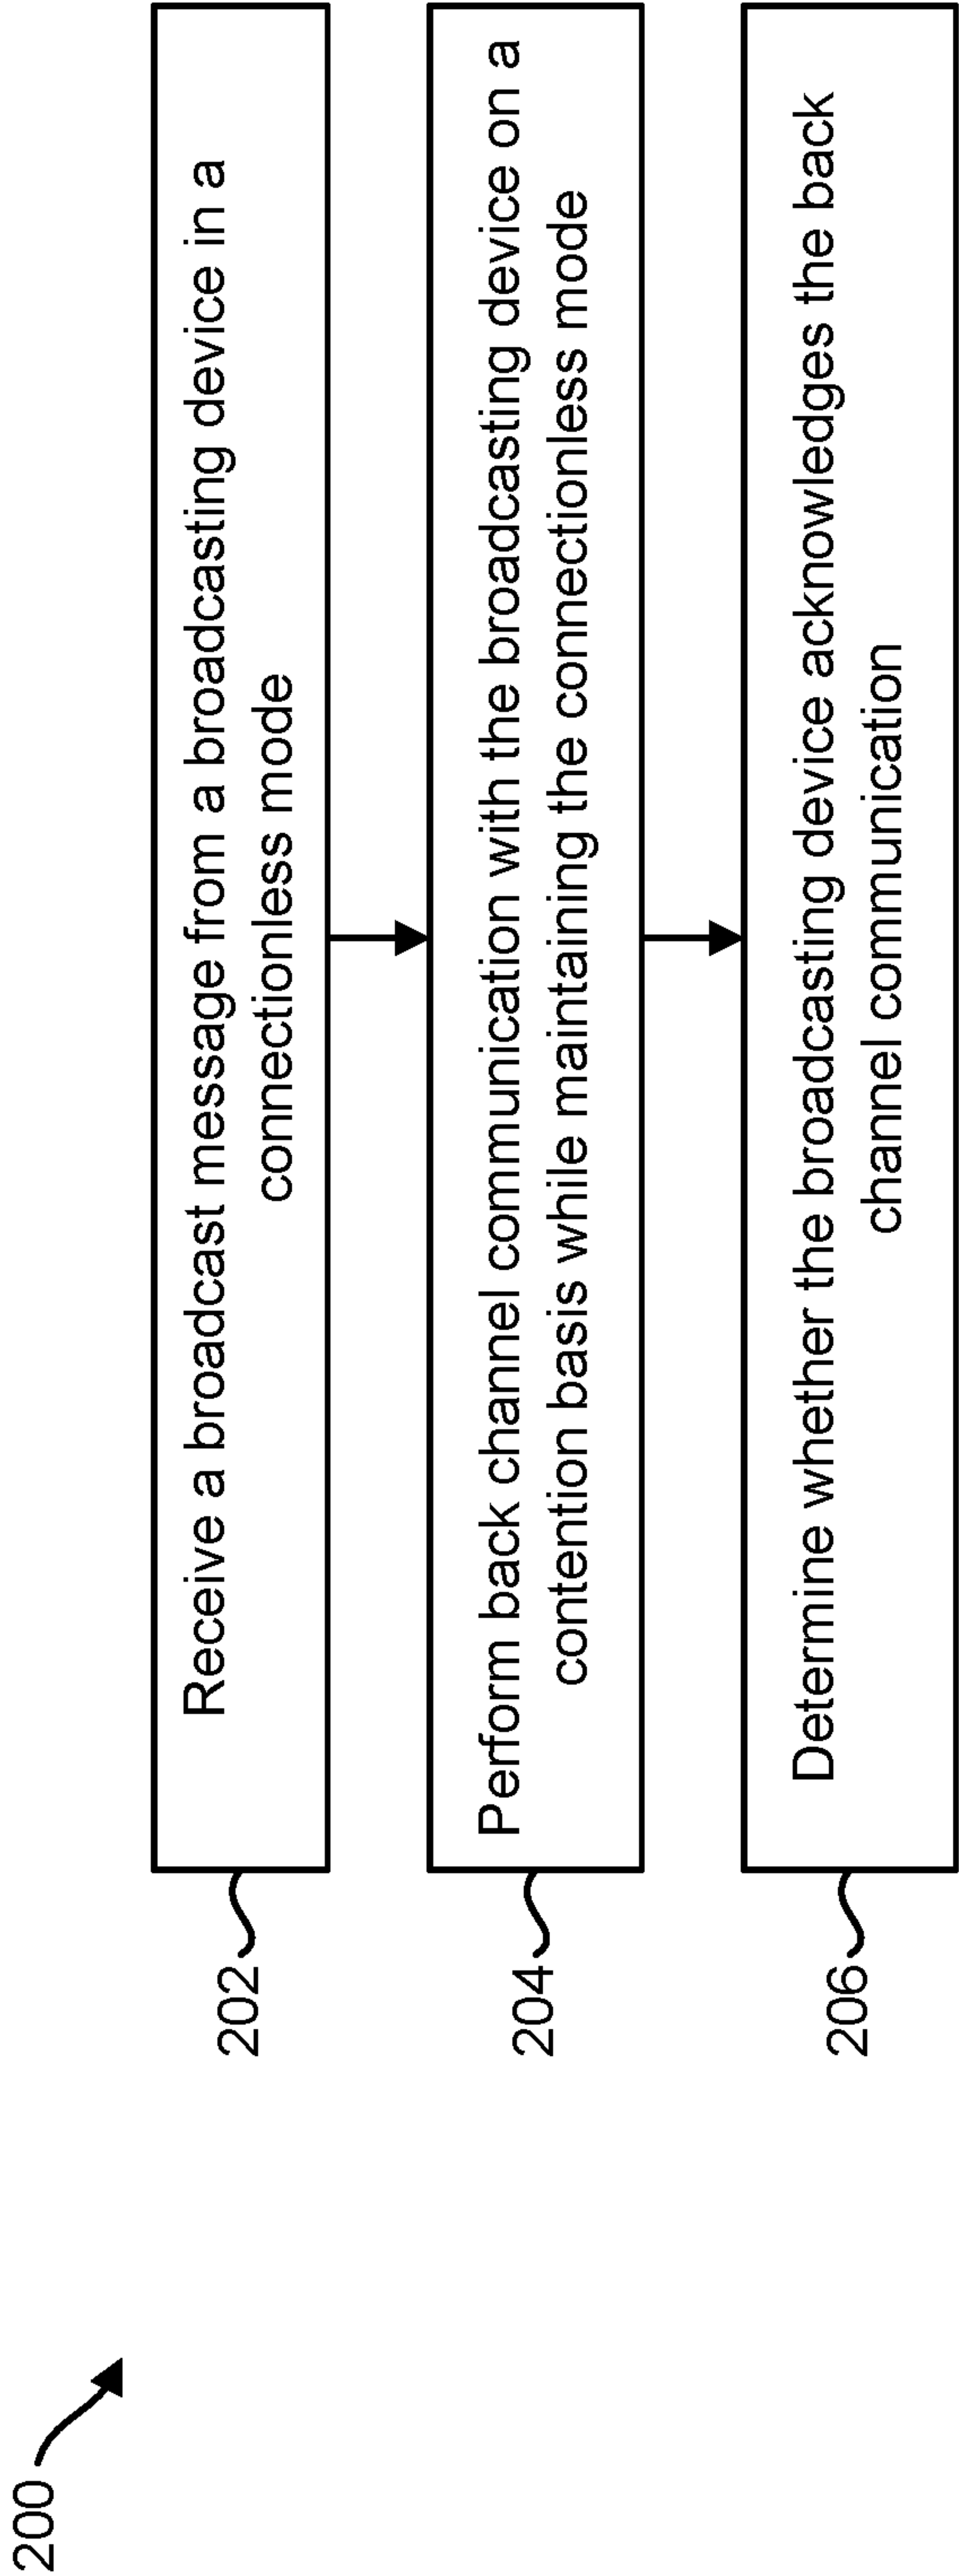 200
202
Receive a broadcast message from a broadcasting device in a
connectionless mode
204
Perform back channel communication with the broadcasting device on a
contention basis while maintaining the connectionless mode
206
Determine whether the broadcasting device acknowledges the back
channel communication